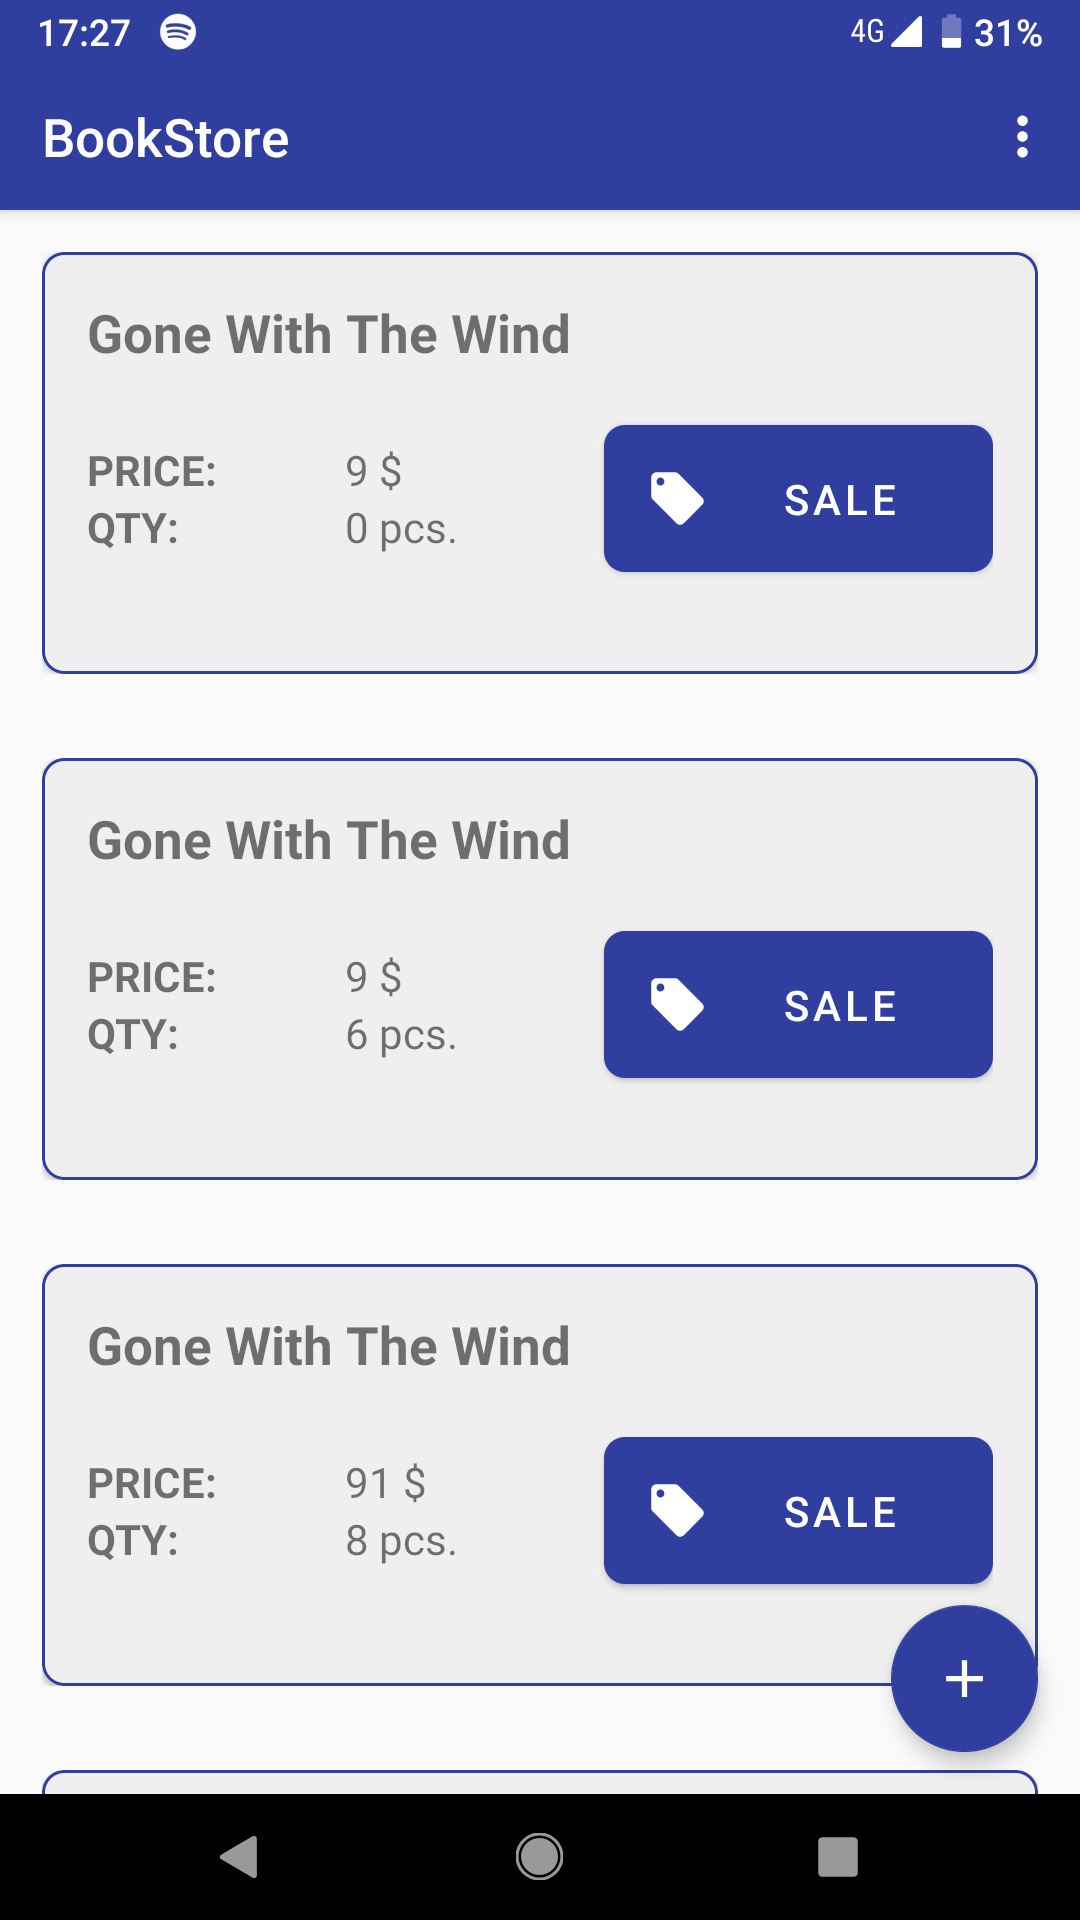 17:27 4G 31%
BookStore
Gone With The Wind
PRICE: 9 $
QTY: 0 pcs.
SALE
Gone With The Wind
PRICE: 9 $
QTY: 6 pcs.
SALE
Gone With The Wind
PRICE: 91 $
QTY: 8 pcs.
SALE